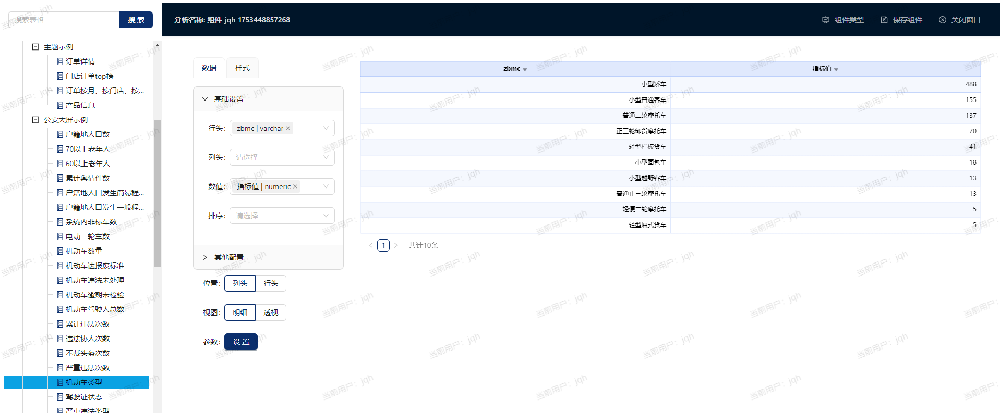 搜索表格
搜 索
分析名称: 组件_jqh_1753448857268
组件类型
保存组件
关闭窗口
主题示例
订单详情
门店订单top榜
订单按月、按门店、按...
产品信息
公安大屏示例
户籍地人口数
70以上老年人
60以上老年人
累计舆情件数
户籍地人口发生简易程...
户籍地人口发生一般程...
系统内非标车数
电动二轮车数
机动车数量
机动车达报废标准
机动车违法未处理
机动车逾期未检验
机动车驾驶人总数
累计违法次数
违法协人次数
不戴头盔次数
严重违法次数
机动车类型
驾驶证状态
严重违法类型
数据
样式
基础设置
行头: zbmc | varchar
列头: 请选择
数值: 指标值 | numeric
排序: 请选择
其他配置
位置: 列头 行头
视图: 明细 透视
参数: 设 置
zbmc 指标值
小型轿车 488
小型普通客车 155
普通二轮摩托车 137
正三轮卸货摩托车 70
轻型栏板货车 41
小型面包车 18
小型越野客车 13
普通正三轮摩托车 13
轻便二轮摩托车 5
轻型厢式货车 5
1 共计10条
当前用户: jqh